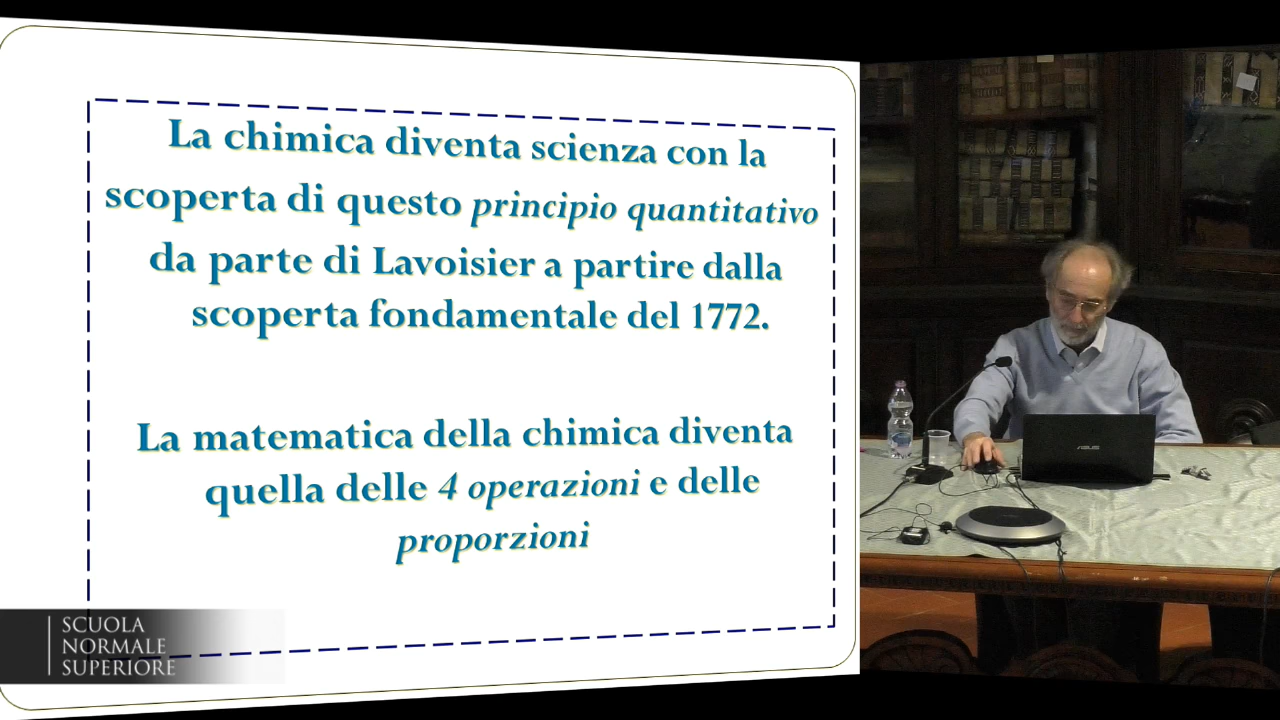 La chimica diventa scienza con la
scoperta di questo principio quantitativo
da parte di Lavoisier a partire dalla
scoperta fondamentale del 1772.
La matematica della chimica diventa
quella delle 4 operazioni e delle
proporzioni
SCUOLA
NORMALE
SUPERIORE
ASUS